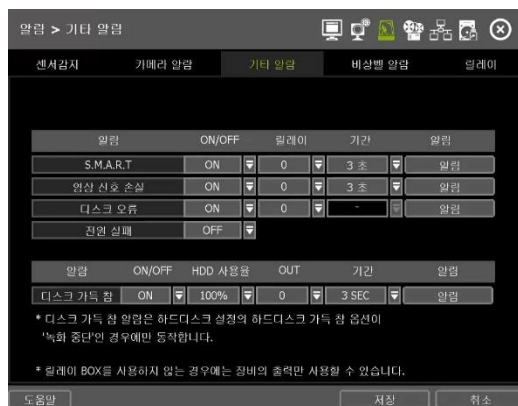 알림 > 기타 알림
센서감지 카메라 알람 기타 알람 비상벨 알람 릴레이
알림 ON/OFF 릴레이 기간 알림
S.M.A.R.T ON 0 3 초 알림
영상 신호 손실 ON 0 3 초 알림
디스크 오류 ON 0 - 알림
전원 실패 OFF
알람 ON/OFF HDD 사용율 OUT 기간 알림
디스크 가득 참 ON 100% 0 3 SEC 알림
* 디스크 가득 참 알람은 하드디스크 설정의 하드디스크 가득 참 옵션이
'녹화 중단'인 경우에만 동작합니다.
* 릴레이 BOX를 사용하지 않는 경우에는 장비의 출력만 사용할 수 있습니다.
도움말 저장 취소